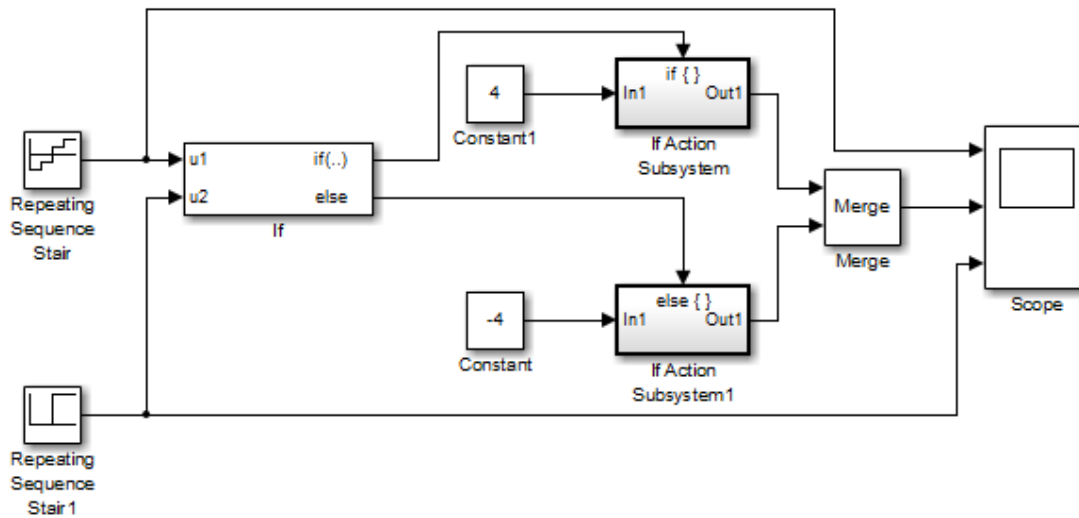 if { }
In1 Out1
4
Constant1
If Action
Subsystem
u1 if(..)
u2 else
If
Repeating
Sequence
Stair
Merge
Merge
Scope
else { }
In1 Out1
-4
Constant
If Action
Subsystem1
Repeating
Sequence
Stair1